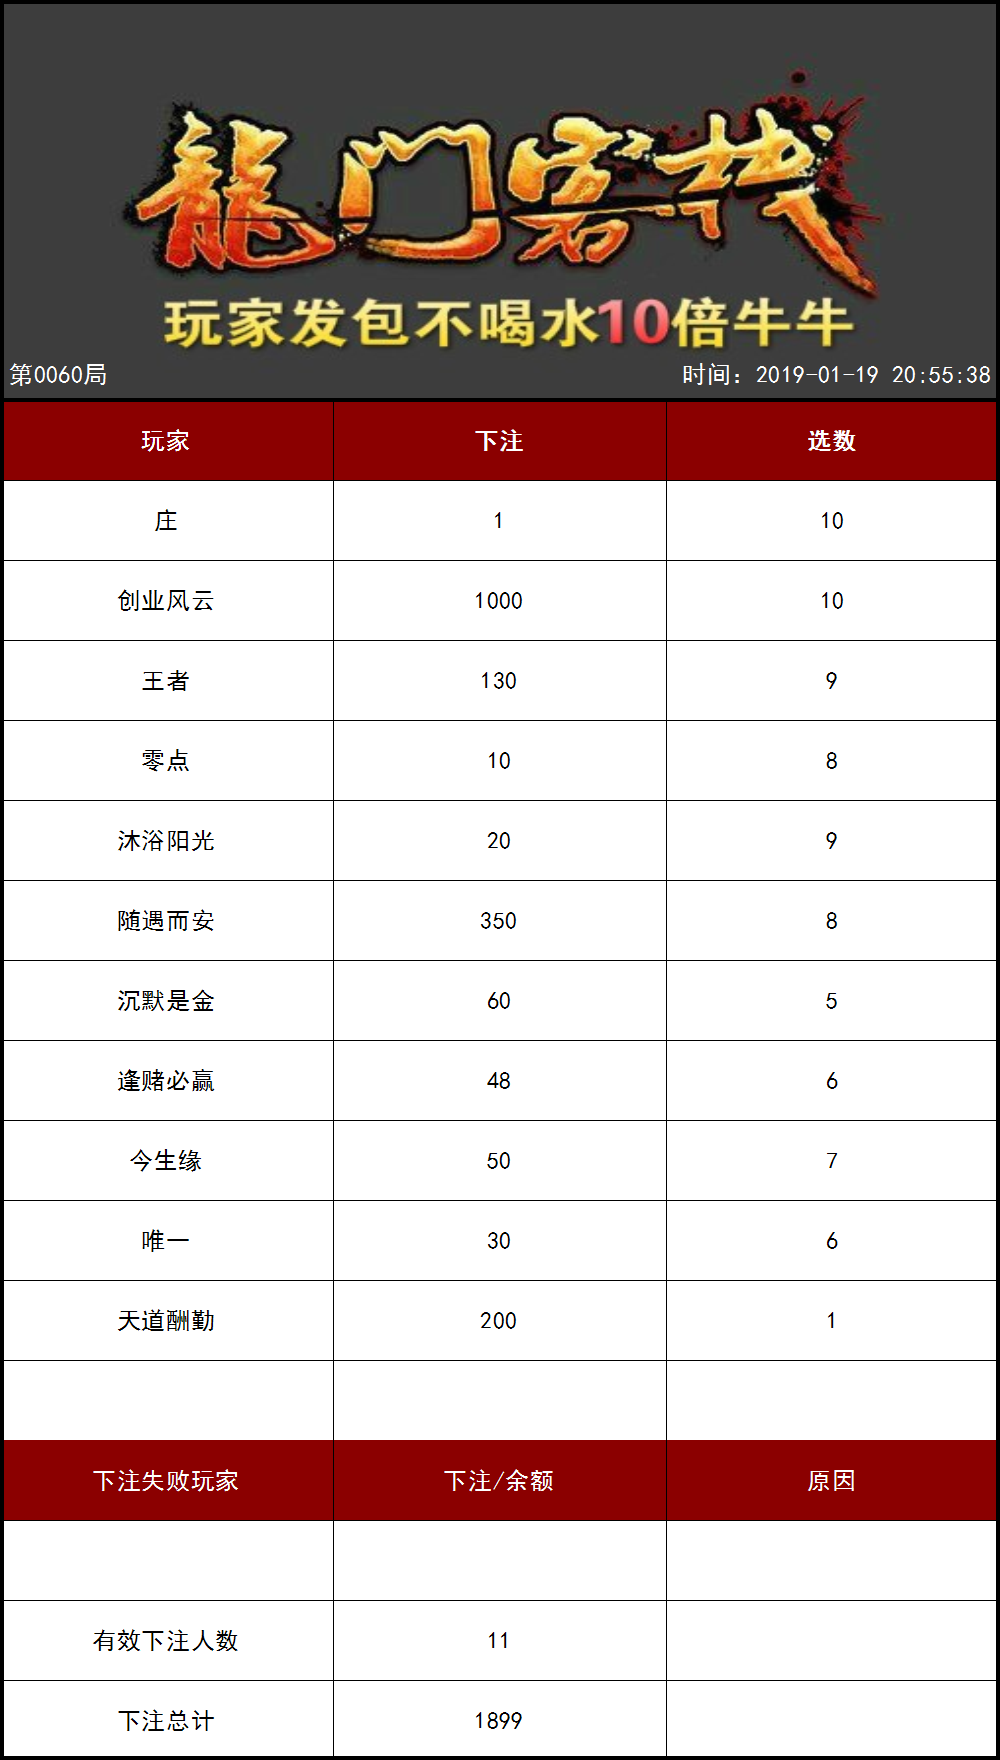 龍门客栈
玩家发包不喝水10倍牛牛
第0060局 时间：2019-01-19 20:55:38
玩家 下注 选数
庄 1 10
创业风云 1000 10
王者 130 9
零点 10 8
沐浴阳光 20 9
随遇而安 350 8
沉默是金 60 5
逢赌必赢 48 6
今生缘 50 7
唯一 30 6
天道酬勤 200 1
下注失败玩家 下注/余额 原因
有效下注人数 11
下注总计 1899